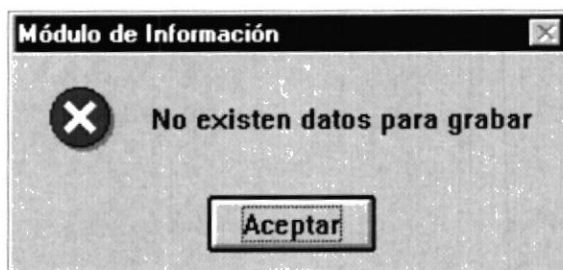 Módulo de Información
No existen datos para grabar
Aceptar